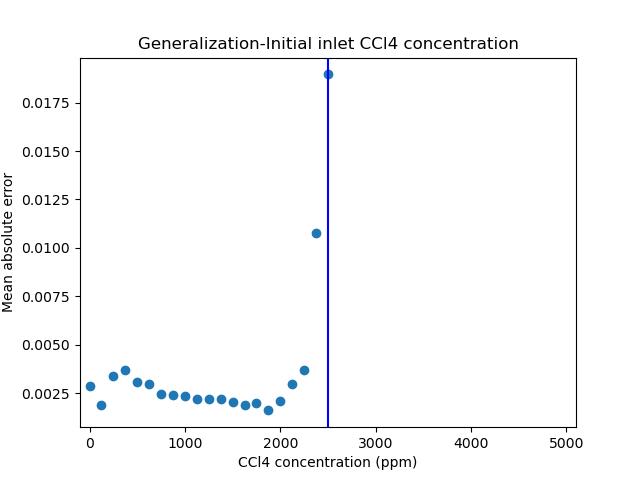 Generalization-Initial inlet CCl4 concentration
0.0175
0.0150
0.0125
0.0100
0.0075
0.0050
0.0025
Mean absolute error
0 1000 2000 3000 4000 5000
CCl4 concentration (ppm)